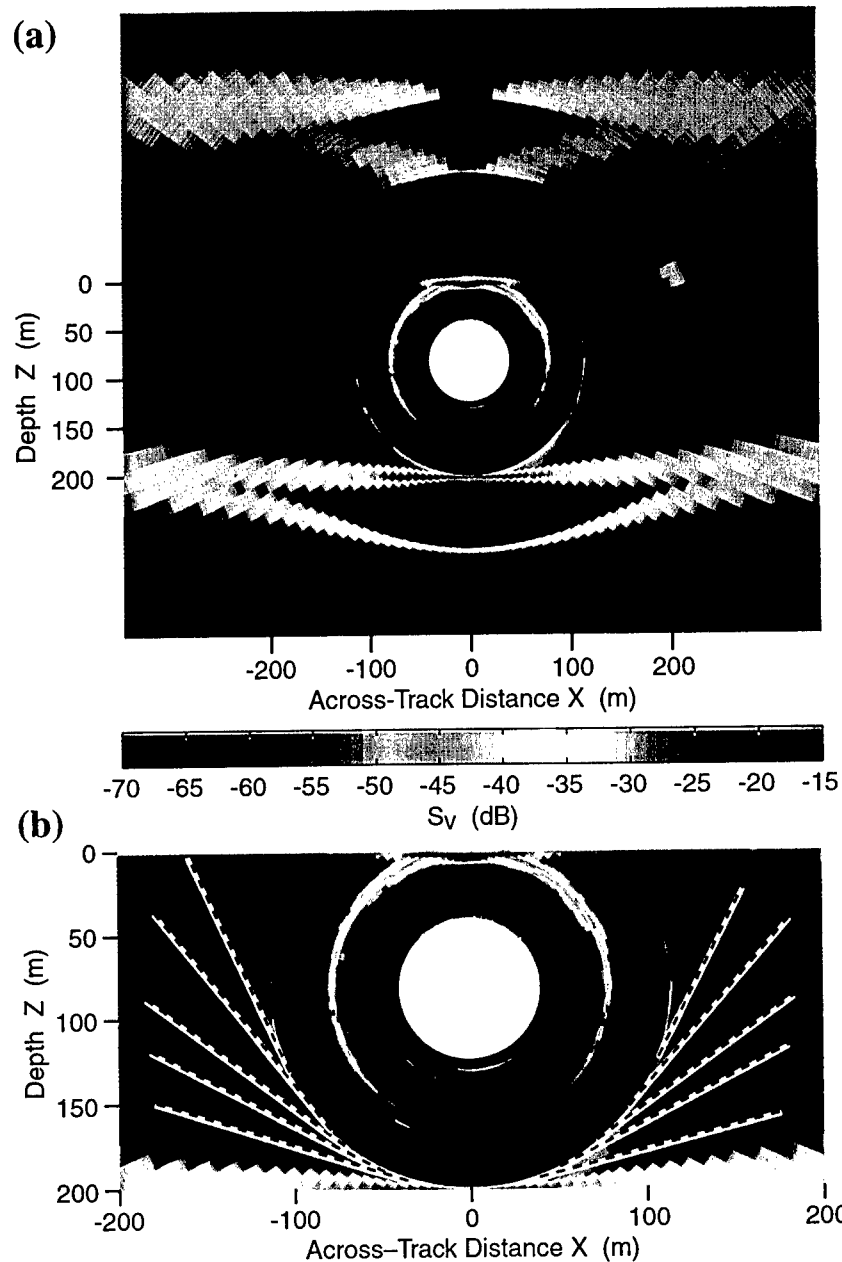 (a)
0
50
100
150
200
Depth Z (m)
-200 -100 0 100 200
Across-Track Distance X (m)
-70 -65 -60 -55 -50 -45 -40 -35 -30 -25 -20 -15
SV (dB)
(b)
0
50
100
150
200
Depth Z (m)
-200 -100 0 100 200
Across–Track Distance X (m)